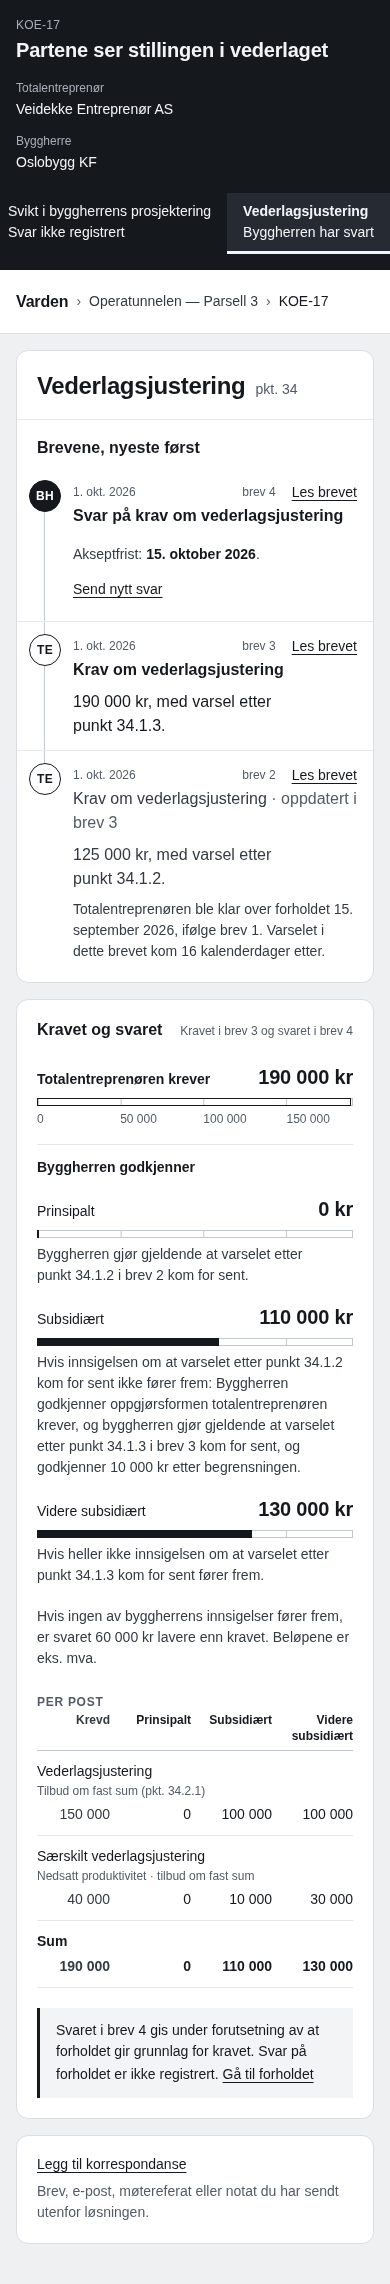 KOE-17
Partene ser stillingen i vederlaget
Totalentreprenør
Veidekke Entreprenør AS
Byggherre
Oslobygg KF
Svikt i byggherrens prosjektering
Svar ikke registrert
Vederlagsjustering
Byggherren har svart
Varden › Operatunnelen — Parsell 3 › KOE-17
Vederlagsjustering pkt. 34
Brevene, nyeste først
BH 1. okt. 2026 brev 4 Les brevet
Svar på krav om vederlagsjustering
Akseptfrist: 15. oktober 2026.
Send nytt svar
TE 1. okt. 2026 brev 3 Les brevet
Krav om vederlagsjustering
190 000 kr, med varsel etter
punkt 34.1.3.
TE 1. okt. 2026 brev 2 Les brevet
Krav om vederlagsjustering · oppdatert i
brev 3
125 000 kr, med varsel etter
punkt 34.1.2.
Totalentreprenøren ble klar over forholdet 15.
september 2026, ifølge brev 1. Varselet i
dette brevet kom 16 kalenderdager etter.
Kravet og svaret Kravet i brev 3 og svaret i brev 4
Totalentreprenøren krever 190 000 kr
0 50 000 100 000 150 000
Byggherren godkjenner
Prinsipalt 0 kr
Byggherren gjør gjeldende at varselet etter
punkt 34.1.2 i brev 2 kom for sent.
Subsidiært 110 000 kr
Hvis innsigelsen om at varselet etter punkt 34.1.2
kom for sent ikke fører frem: Byggherren
godkjenner oppgjørsformen totalentreprenøren
krever, og byggherren gjør gjeldende at varselet
etter punkt 34.1.3 i brev 3 kom for sent, og
godkjenner 10 000 kr etter begrensningen.
Videre subsidiært 130 000 kr
Hvis heller ikke innsigelsen om at varselet etter
punkt 34.1.3 kom for sent fører frem.
Hvis ingen av byggherrens innsigelser fører frem,
er svaret 60 000 kr lavere enn kravet. Beløpene er
eks. mva.
PER POST
Krevd Prinsipalt Subsidiært Videre
subsidiært
Vederlagsjustering
Tilbud om fast sum (pkt. 34.2.1)
150 000 0 100 000 100 000
Særskilt vederlagsjustering
Nedsatt produktivitet · tilbud om fast sum
40 000 0 10 000 30 000
Sum
190 000 0 110 000 130 000
Svaret i brev 4 gis under forutsetning av at
forholdet gir grunnlag for kravet. Svar på
forholdet er ikke registrert. Gå til forholdet
Legg til korrespondanse
Brev, e-post, møtereferat eller notat du har sendt
utenfor løsningen.